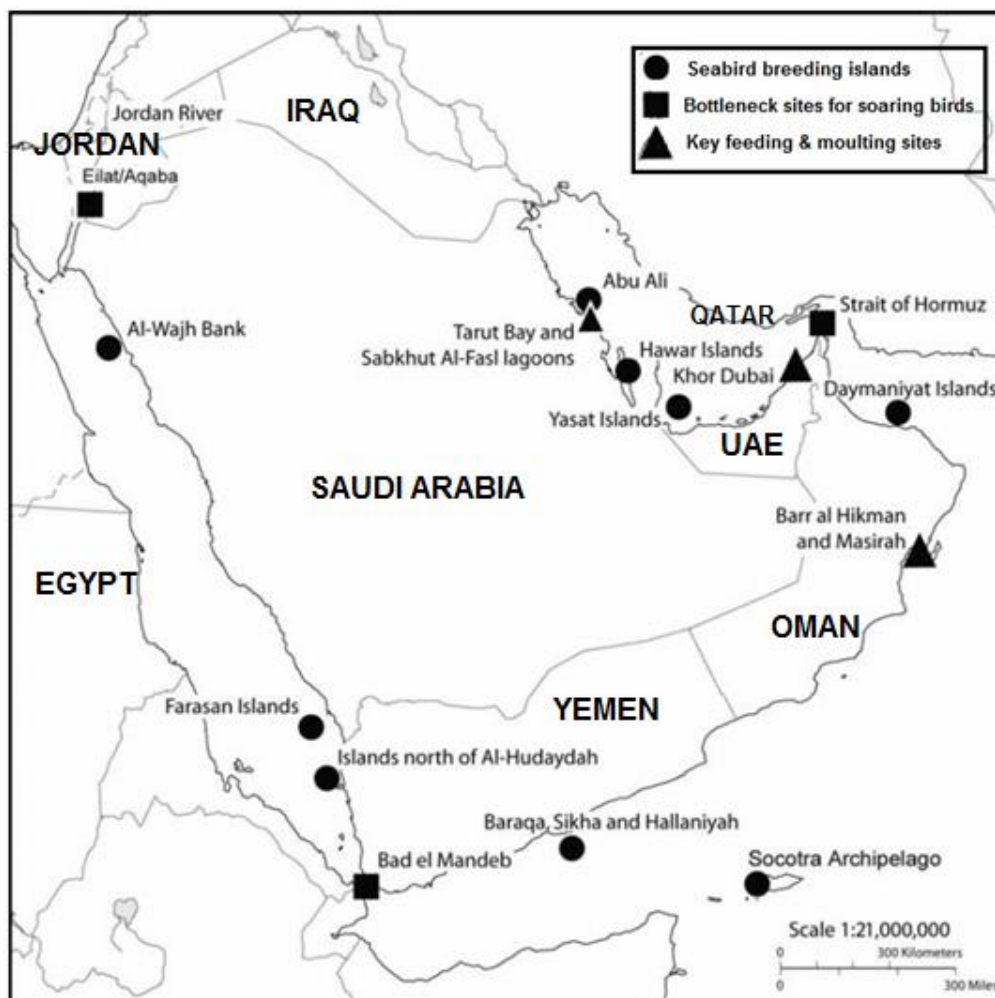 Seabird breeding islands
Bottleneck sites for soaring birds
Key feeding & moulting sites
IRAQ
Jordan River
JORDAN
Eilat/Aqaba
Abu Ali
Al-Wajh Bank
Tarut Bay and
Sabkhut Al-Fasl lagoons
QATAR
Strait of Hormuz
Hawar Islands
Khor Dubai
Daymaniyat Islands
Yasat Islands
UAE
SAUDI ARABIA
Barr al Hikman
and Masirah
EGYPT
OMAN
Farasan Islands
YEMEN
Islands north of Al-Hudaydah
Baraqa, Sikha and Hallaniyah
Bad el Mandeb
Socotra Archipelago
Scale 1:21,000,000
0 300 Kilometers
0 300 Miles